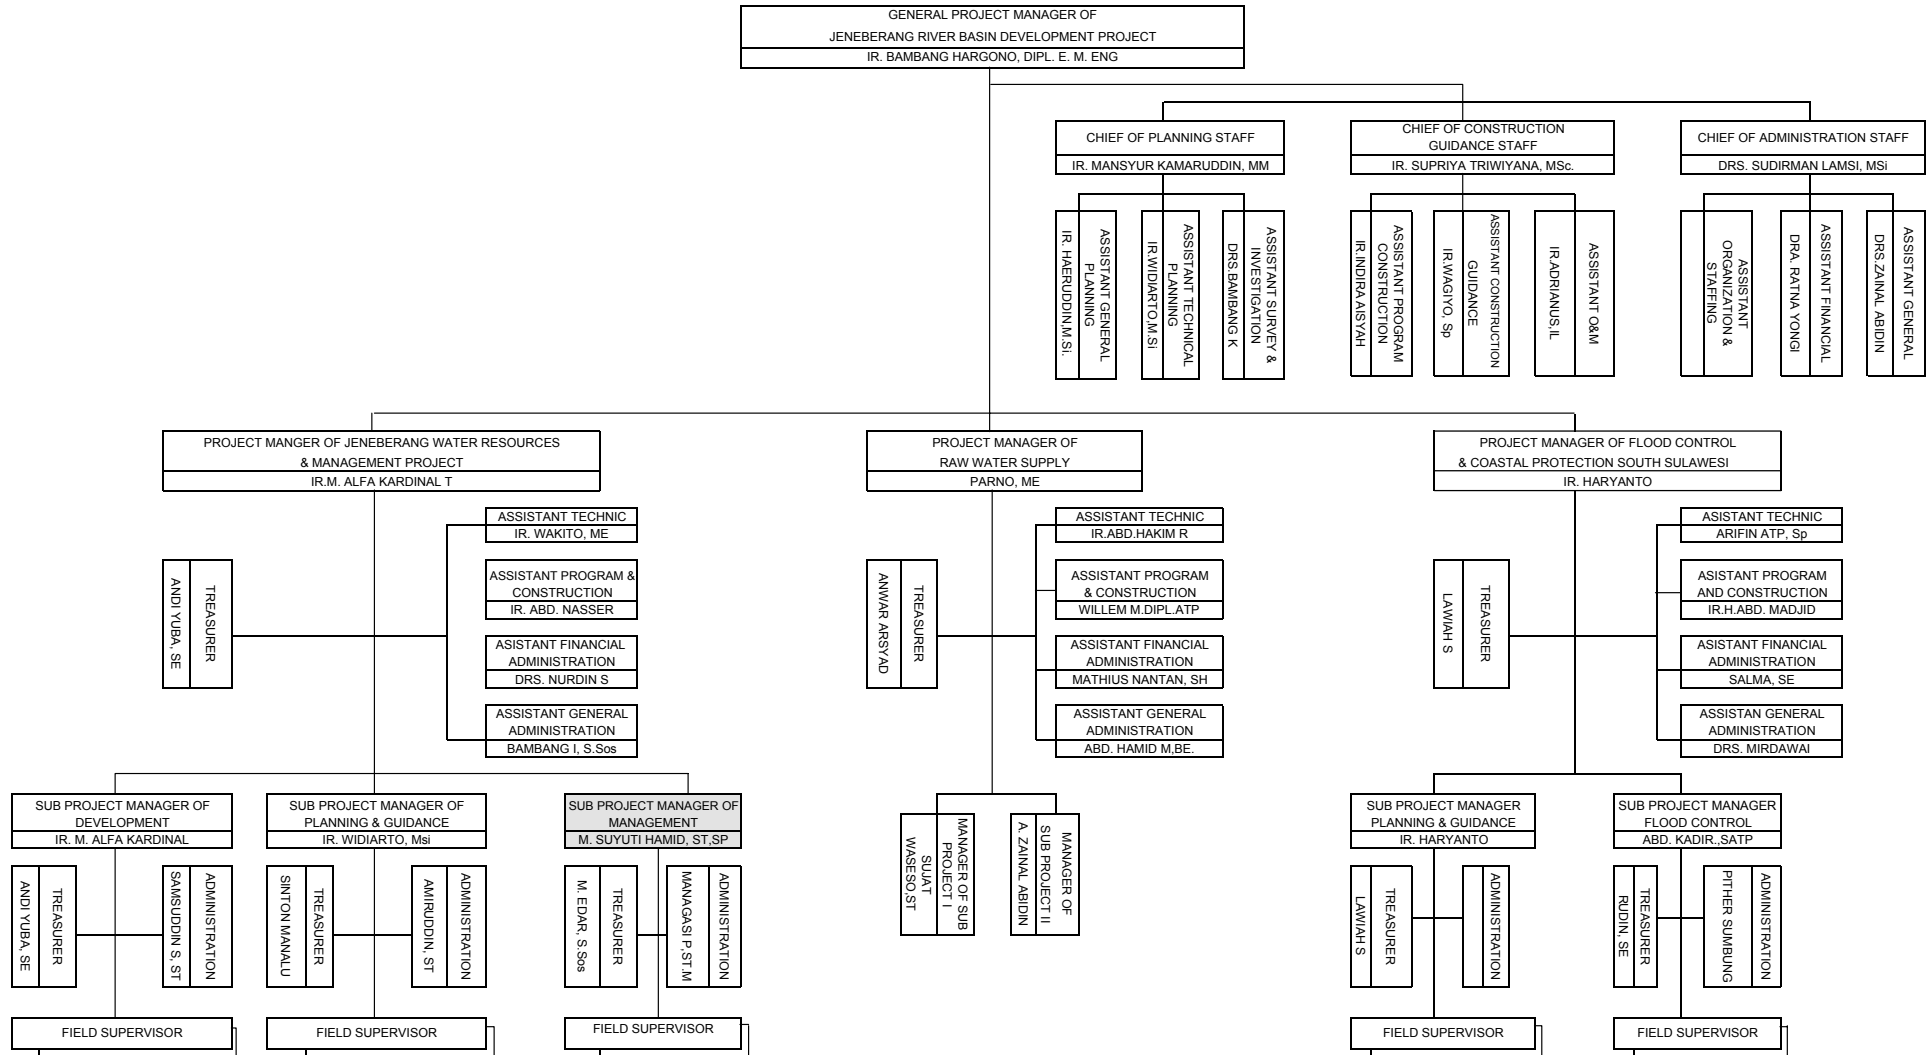 GENERAL PROJECT MANAGER OF
JENEBERANG RIVER BASIN DEVELOPMENT PROJECT
IR. BAMBANG HARGONO, DIPL. E. M. ENG
CHIEF OF PLANNING STAFF
IR. MANSYUR KAMARUDDIN, MM
CHIEF OF CONSTRUCTION
GUIDANCE STAFF
IR. SUPRIYA TRIWIYANA, MSc.
CHIEF OF ADMINISTRATION STAFF
DRS. SUDIRMAN LAMSI, MSi
ASSISTANT GENERAL
PLANNING
IR. HAERUDDIN,M.Si.
ASSISTANT TECHNICAL
PLANNING
IR.WIDIARTO,M.Si
ASSISTANT SURVEY &
INVESTIGATION
DRS.BAMBANG K
ASSISTANT PROGRAM
CONSTRUCTION
IR.INDIRA AISYAH
ASSISTANT CONSTRUCTION
GUIDANCE
IR.WAGIYO, Sp
ASSISTANT O&M
IR.ADRIANUS,IL
ASSISTANT
ORGANIZATION &
STAFFING
ASSISTANT FINANCIAL
DRA. RATNA YONGI
ASSISTANT GENERAL
DRS.ZAINAL ABIDIN
PROJECT MANGER OF JENEBERANG WATER RESOURCES
& MANAGEMENT PROJECT
IR.M. ALFA KARDINAL T
PROJECT MANAGER OF
RAW WATER SUPPLY
PARNO, ME
PROJECT MANAGER OF FLOOD CONTROL
& COASTAL PROTECTION SOUTH SULAWESI
IR. HARYANTO
TREASURER
ANDI YUBA, SE
ASSISTANT TECHNIC
IR. WAKITO, ME
ASSISTANT PROGRAM &
CONSTRUCTION
IR. ABD. NASSER
ASISTANT FINANCIAL
ADMINISTRATION
DRS. NURDIN S
ASSISTANT GENERAL
ADMINISTRATION
BAMBANG I, S.Sos
TREASURER
ANWAR ARSYAD
ASSISTANT TECHNIC
IR.ABD.HAKIM R
ASSISTANT PROGRAM
& CONSTRUCTION
WILLEM M.DIPL.ATP
ASSISTANT FINANCIAL
ADMINISTRATION
MATHIUS NANTAN, SH
ASSISTANT GENERAL
ADMINISTRATION
ABD. HAMID M,BE.
TREASURER
LAWIAH S
ASISTANT TECHNIC
ARIFIN ATP, Sp
ASISTANT PROGRAM
AND CONSTRUCTION
IR.H.ABD. MADJID
ASISTANT FINANCIAL
ADMINISTRATION
SALMA, SE
ASSISTAN GENERAL
ADMINISTRATION
DRS. MIRDAWAI
SUB PROJECT MANAGER OF
DEVELOPMENT
IR. M. ALFA KARDINAL
SUB PROJECT MANAGER OF
PLANNING & GUIDANCE
IR. WIDIARTO, Msi
SUB PROJECT MANAGER OF
MANAGEMENT
M. SUYUTI HAMID, ST,SP
MANAGER OF SUB
PROJECT I
SUJAT
WASESO,ST
MANAGER OF
SUB PROJECT II
A. ZAINAL ABIDIN
SUB PROJECT MANAGER
PLANNING & GUIDANCE
IR. HARYANTO
SUB PROJECT MANAGER
FLOOD CONTROL
ABD. KADIR.,SATP
TREASURER
ANDI YUBA, SE
ADMINISTRATION
SAMSUDDIN S, ST
TREASURER
SINTON MANALU
ADMINISTRATION
AMIRUDDIN, ST
TREASURER
M. EDAR, S.Sos
ADMINISTRATION
MANAGASI P,ST.M
TREASURER
LAWIAH S
ADMINISTRATION
TREASURER
RUDIN, SE
ADMINISTRATION
PITHER SUMBUNG
FIELD SUPERVISOR
FIELD SUPERVISOR
FIELD SUPERVISOR
FIELD SUPERVISOR
FIELD SUPERVISOR